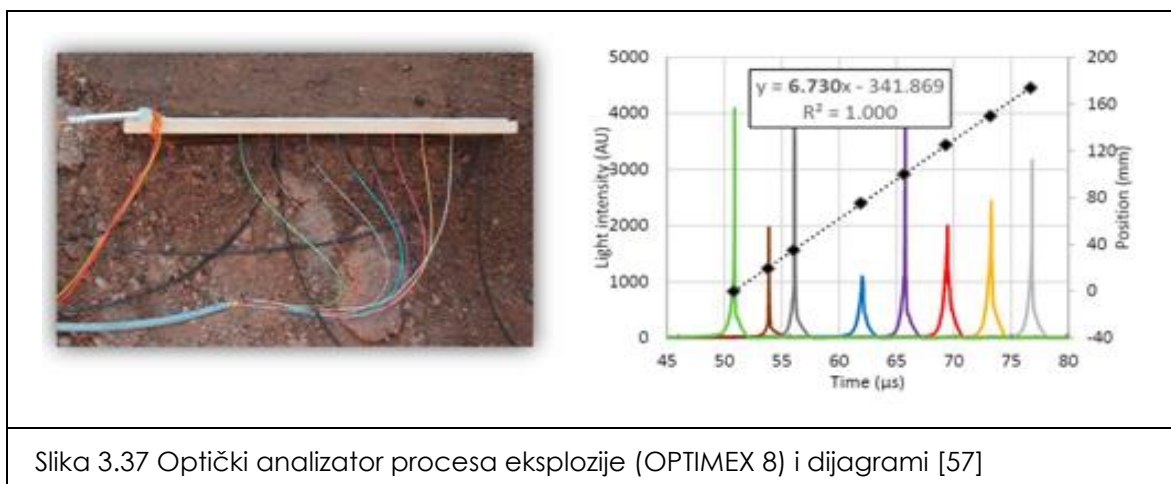 5000
4000
3000
2000
1000
0
Light intensity (AU)
y = 6.730x - 341.869
R² = 1.000
200
160
120
80
40
0
-40
Position (mm)
45 50 55 60 65 70 75 80
Time (µs)
Slika 3.37 Optički analizator procesa eksplozije (OPTIMEX 8) i dijagrami [57]